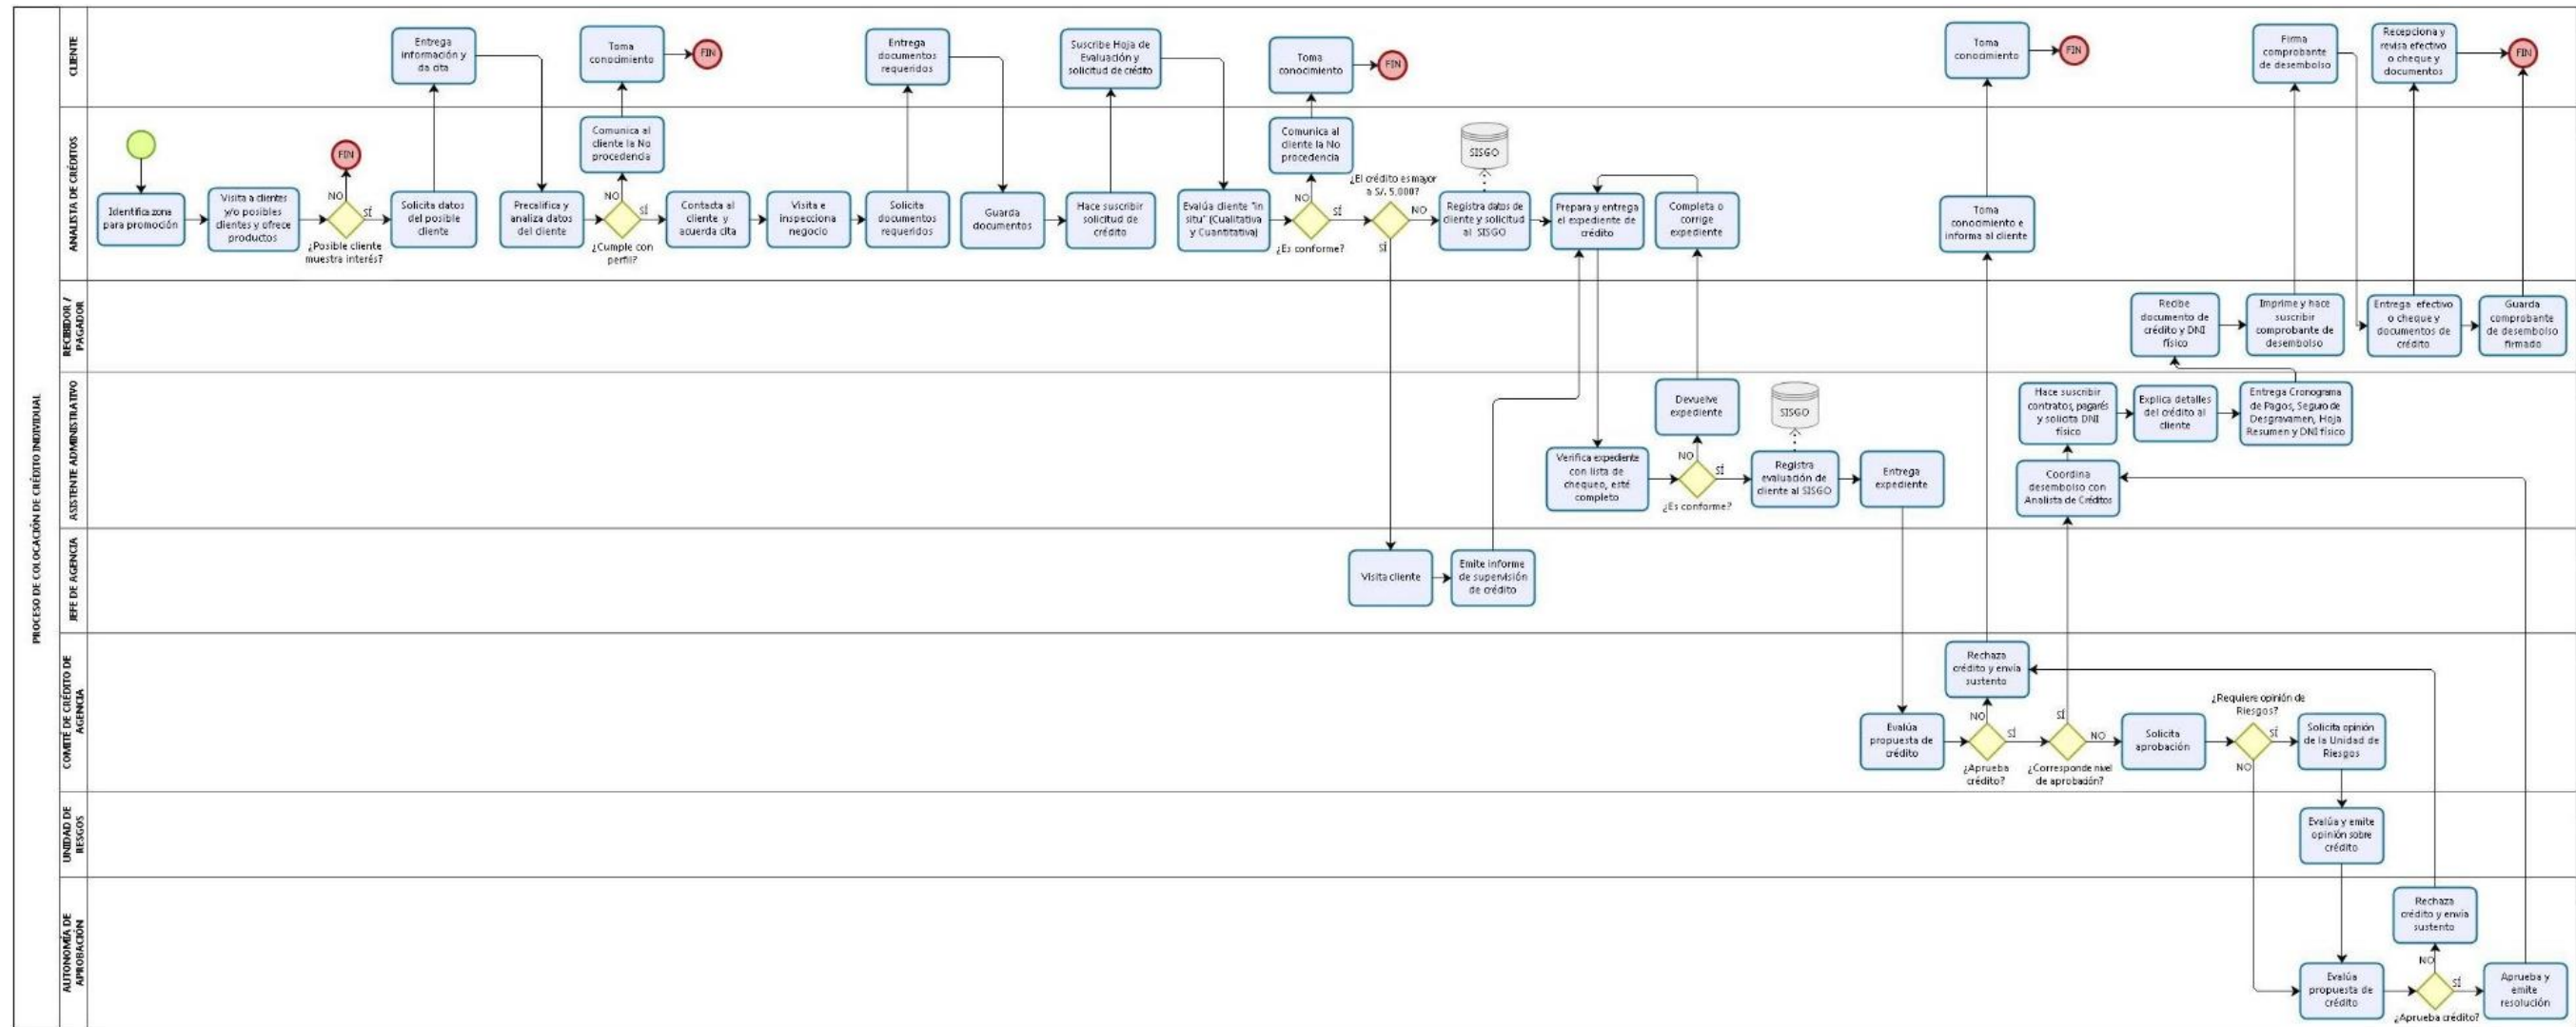 PROCESO DE COLOCACIÓN DE CRÉDITO INDIVIDUAL
CLIENTE
Entrega
información y
da cita
Toma
conocimiento
FIN
Entrega
documentos
requeridos
Suscribe Hoja de
Evaluación y
solicitud de crédito
Toma
conocimiento
FIN
Toma
conocimiento
FIN
Firma
comprobante
de desembolso
Recepciona y
revisa efectivo
o cheque y
documentos
FIN
ANALISTA DE CRÉDITOS
Identifica zona
para promoción
Visita a clientes
y/o posibles
clientes y ofrece
productos
FIN
NO
SÍ
¿Posible cliente
muestra interés?
Solicita datos
del posible
cliente
Precalifica y
analiza datos
del cliente
Comunica al
cliente la No
procedencia
NO
SÍ
¿Cumple con
perfil?
Contacta al
cliente y
acuerda cita
Visita e
inspecciona
negocio
Solicita
documentos
requeridos
Guarda
documentos
Hace suscribir
solicitud de
crédito
Evalúa cliente "in
situ" (Cualitativa
y Cuantitativa)
Comunica al
cliente la No
procedencia
NO
SÍ
¿Es conforme?
¿El crédito es mayor
a S/. 5,000?
NO
SÍ
SISGO
Registra datos de
cliente y solicitud
al SISGO
Prepara y entrega
el expediente de
crédito
Completa o
corrige
expediente
Toma
conocimiento e
informa al cliente
RECIBIDOR /
PAGADOR
Recibe
documento de
crédito y DNI
físico
Imprime y hace
suscribir
comprobante de
desembolso
Entrega efectivo
o cheque y
documentos de
crédito
Guarda
comprobante
de desembolso
firmado
ASISTENTE ADMINISTRATIVO
Verifica expediente
con lista de
chequeo, esté
completo
Devuelve
expediente
NO
SÍ
¿Es conforme?
SISGO
Registra
evaluación de
cliente al SISGO
Entrega
expediente
Hace suscribir
contratos, pagarés
y solicita DNI
físico
Explica detalles
del crédito al
cliente
Entrega Cronograma
de Pagos, Seguro de
Desgravamen, Hoja
Resumen y DNI físico
Coordina
desembolso con
Analista de Créditos
JEFE DE AGENCIA
Visita cliente
Emite informe
de supervisión
de crédito
COMITÉ DE CRÉDITO DE
AGENCIA
Rechaza
crédito y envía
sustento
Evalúa
propuesta de
crédito
NO
SÍ
¿Aprueba
crédito?
SÍ
NO
¿Corresponde nivel
de aprobación?
Solicita
aprobación
¿Requiere opinión de
Riesgos?
SÍ
NO
Solicita opinión
de la Unidad de
Riesgos
UNIDAD DE
RESGOS
Evalúa y emite
opinión sobre
crédito
AUTONOMÍA DE
APROBACIÓN
Rechaza
crédito y envía
sustento
Evalúa
propuesta de
crédito
NO
SÍ
¿Aprueba crédito?
Aprueba y
emite
resolución